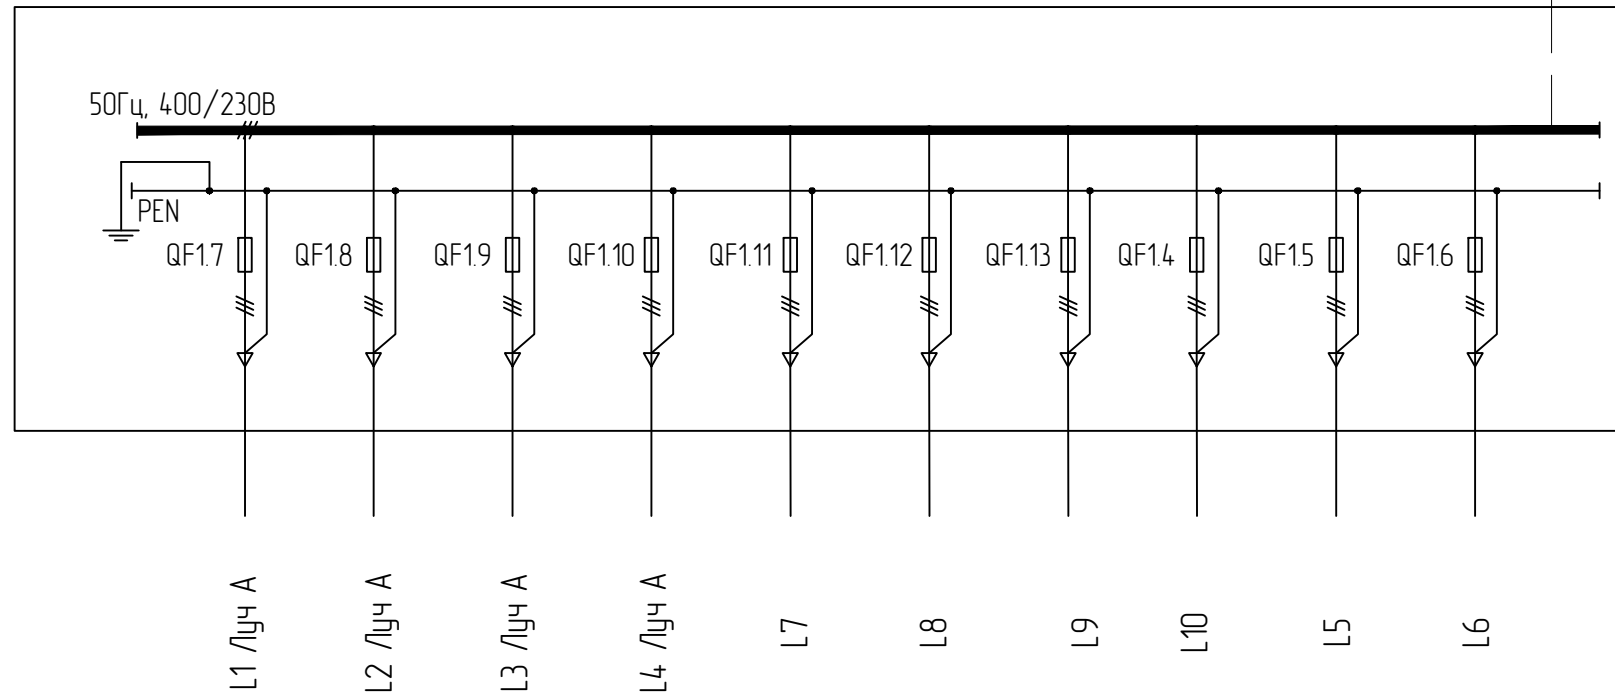 50Гц, 400/230В
PEN
QF1.7 QF1.8 QF1.9 QF1.10 QF1.11 QF1.12 QF1.13 QF1.4 QF1.5 QF1.6
L1 Луч А
L2 Луч А
L3 Луч А
L4 Луч А
L7
L8
L9
L10
L5
L6